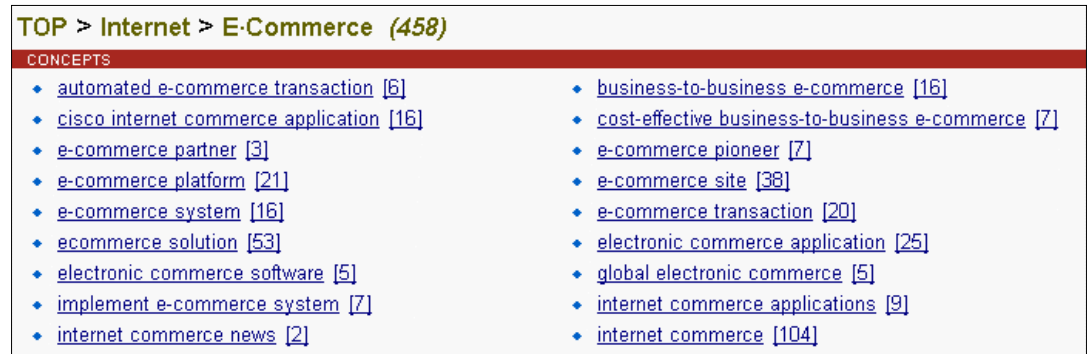 TOP > Internet > E·Commerce (458)
CONCEPTS
automated e-commerce transaction [6]
business-to-business e-commerce [16]
cisco internet commerce application [16]
cost-effective business-to-business e-commerce [7]
e-commerce partner [3]
e-commerce pioneer [7]
e-commerce platform [21]
e-commerce site [38]
e-commerce system [16]
e-commerce transaction [20]
ecommerce solution [53]
electronic commerce application [25]
electronic commerce software [5]
global electronic commerce [5]
implement e-commerce system [7]
internet commerce applications [9]
internet commerce news [2]
internet commerce [104]